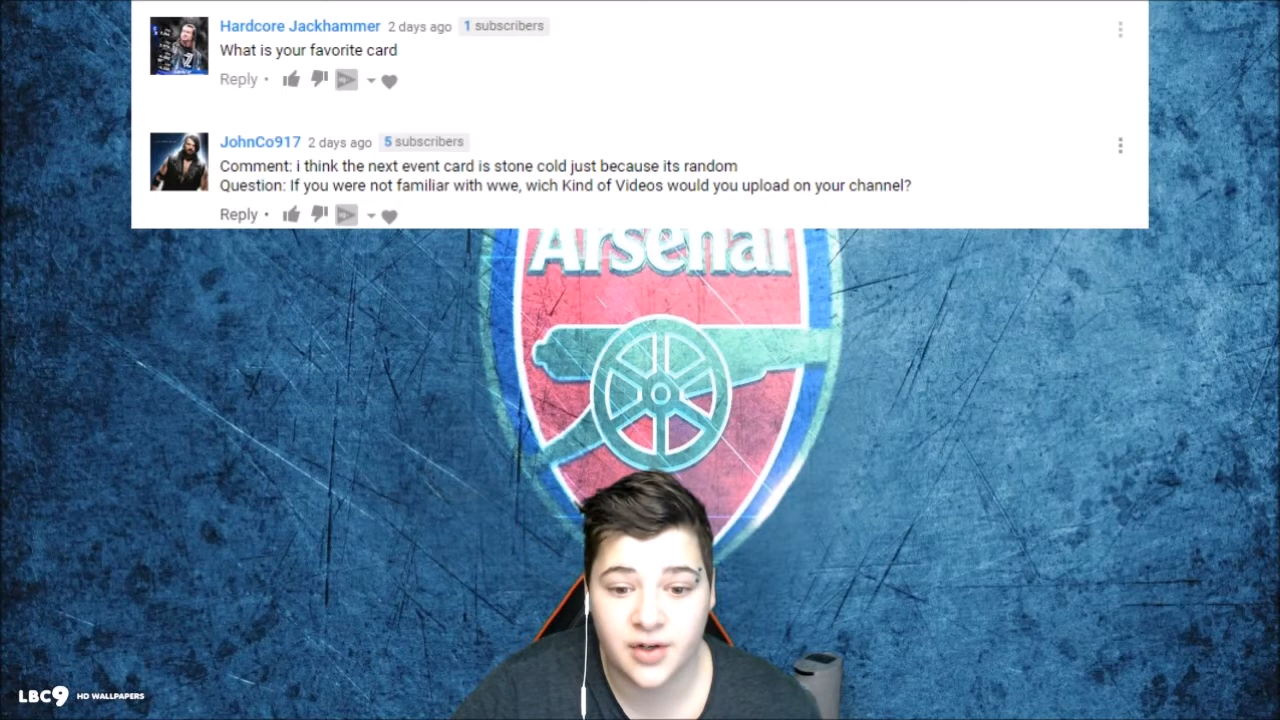 Hardcore Jackhammer 2 days ago 1 subscribers
What is your favorite card
Reply •
JohnCo917 2 days ago 5 subscribers
Comment: i think the next event card is stone cold just because its random
Question: If you were not familiar with wwe, wich Kind of Videos would you upload on your channel?
Reply •
Arsenal
LBC9 HD WALLPAPERS